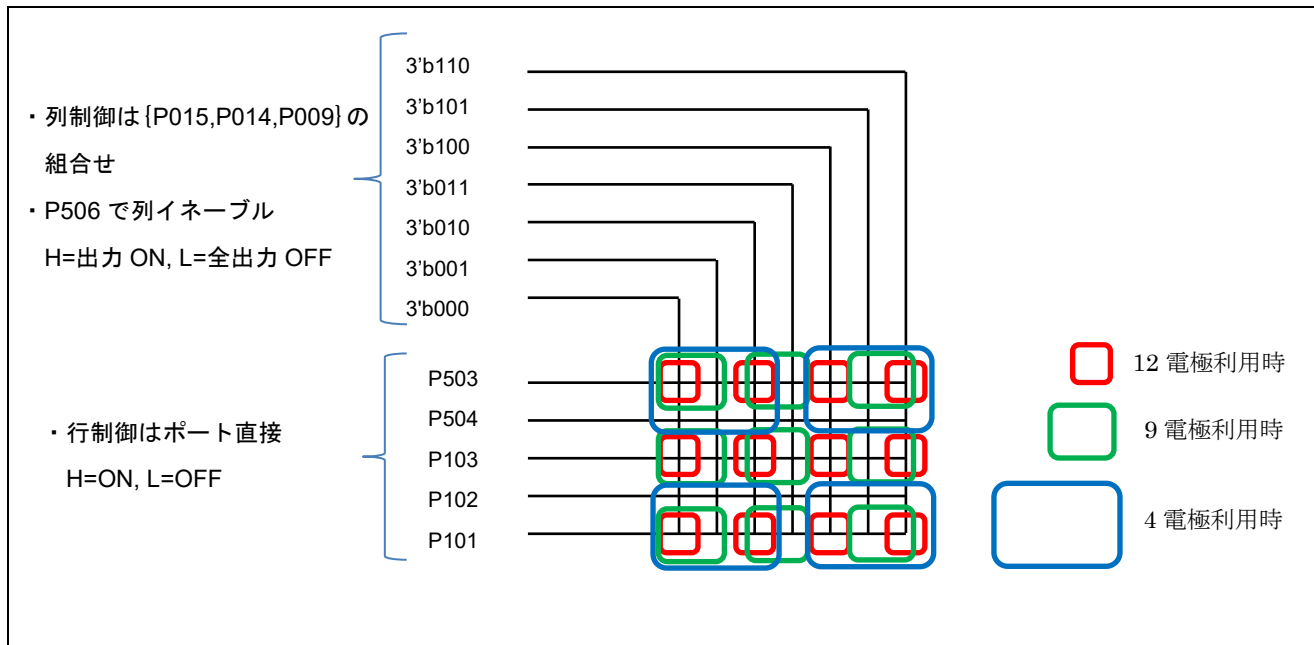 ・列制御は{P015,P014,P009}の
組合せ
・P506 で列イネーブル
H=出力 ON, L=全出力 OFF
3’b110
3’b101
3’b100
3’b011
3’b010
3’b001
3'b000
・行制御はポート直接
H=ON, L=OFF
P503
P504
P103
P102
P101
12 電極利用時
9 電極利用時
4 電極利用時